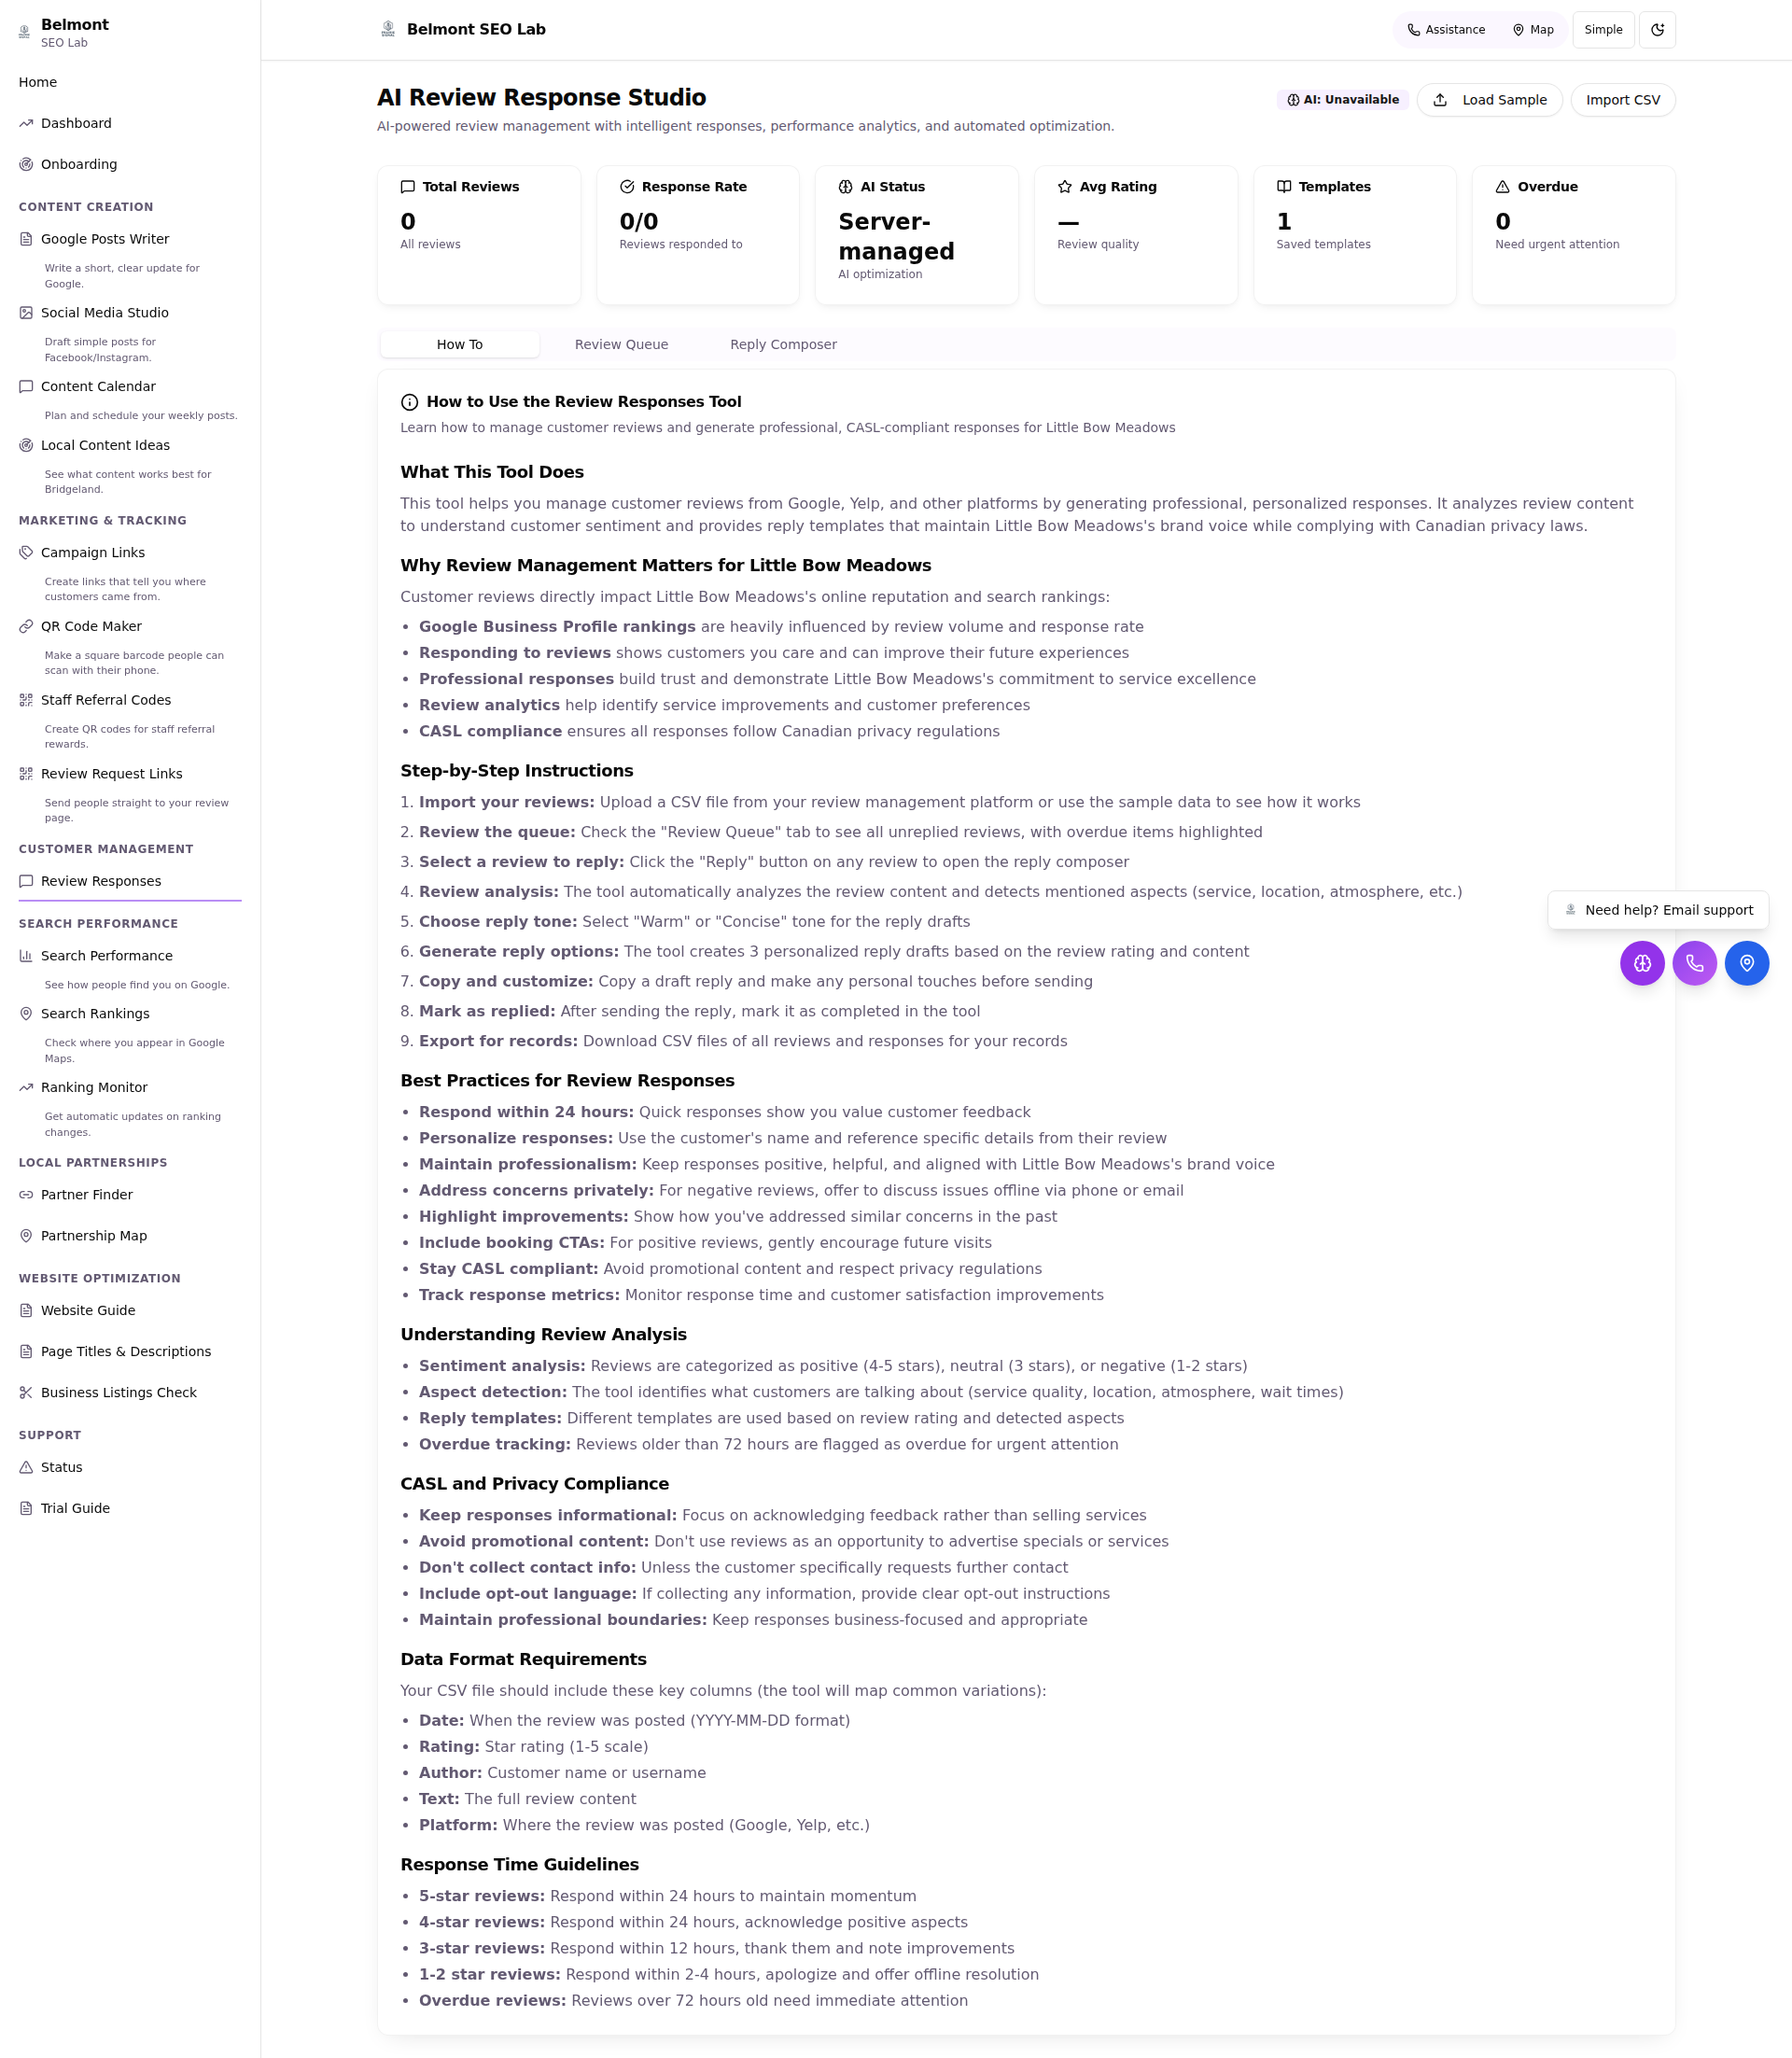 Belmont
SEO Lab
Home
Dashboard
Onboarding
CONTENT CREATION
Google Posts Writer
Write a short, clear update for
Google.
Social Media Studio
Draft simple posts for
Facebook/Instagram.
Content Calendar
Plan and schedule your weekly posts.
Local Content Ideas
See what content works best for
Bridgeland.
MARKETING & TRACKING
Campaign Links
Create links that tell you where
customers came from.
QR Code Maker
Make a square barcode people can
scan with their phone.
Staff Referral Codes
Create QR codes for staff referral
rewards.
Review Request Links
Send people straight to your review
page.
CUSTOMER MANAGEMENT
Review Responses
SEARCH PERFORMANCE
Search Performance
See how people find you on Google.
Search Rankings
Check where you appear in Google
Maps.
Ranking Monitor
Get automatic updates on ranking
changes.
LOCAL PARTNERSHIPS
Partner Finder
Partnership Map
WEBSITE OPTIMIZATION
Website Guide
Page Titles & Descriptions
Business Listings Check
SUPPORT
Status
Trial Guide
Belmont SEO Lab
Assistance
Map
Simple
AI Review Response Studio
AI-powered review management with intelligent responses, performance analytics, and automated optimization.
AI: Unavailable
Load Sample
Import CSV
Total Reviews
0
All reviews
Response Rate
0/0
Reviews responded to
AI Status
Server-
managed
AI optimization
Avg Rating
—
Review quality
Templates
1
Saved templates
Overdue
0
Need urgent attention
How To
Review Queue
Reply Composer
How to Use the Review Responses Tool
Learn how to manage customer reviews and generate professional, CASL-compliant responses for Little Bow Meadows
What This Tool Does
This tool helps you manage customer reviews from Google, Yelp, and other platforms by generating professional, personalized responses. It analyzes review content
to understand customer sentiment and provides reply templates that maintain Little Bow Meadows's brand voice while complying with Canadian privacy laws.
Why Review Management Matters for Little Bow Meadows
Customer reviews directly impact Little Bow Meadows's online reputation and search rankings:
• Google Business Profile rankings are heavily influenced by review volume and response rate
• Responding to reviews shows customers you care and can improve their future experiences
• Professional responses build trust and demonstrate Little Bow Meadows's commitment to service excellence
• Review analytics help identify service improvements and customer preferences
• CASL compliance ensures all responses follow Canadian privacy regulations
Step-by-Step Instructions
1. Import your reviews: Upload a CSV file from your review management platform or use the sample data to see how it works
2. Review the queue: Check the "Review Queue" tab to see all unreplied reviews, with overdue items highlighted
3. Select a review to reply: Click the "Reply" button on any review to open the reply composer
4. Review analysis: The tool automatically analyzes the review content and detects mentioned aspects (service, location, atmosphere, etc.)
5. Choose reply tone: Select "Warm" or "Concise" tone for the reply drafts
6. Generate reply options: The tool creates 3 personalized reply drafts based on the review rating and content
7. Copy and customize: Copy a draft reply and make any personal touches before sending
8. Mark as replied: After sending the reply, mark it as completed in the tool
9. Export for records: Download CSV files of all reviews and responses for your records
Best Practices for Review Responses
• Respond within 24 hours: Quick responses show you value customer feedback
• Personalize responses: Use the customer's name and reference specific details from their review
• Maintain professionalism: Keep responses positive, helpful, and aligned with Little Bow Meadows's brand voice
• Address concerns privately: For negative reviews, offer to discuss issues offline via phone or email
• Highlight improvements: Show how you've addressed similar concerns in the past
• Include booking CTAs: For positive reviews, gently encourage future visits
• Stay CASL compliant: Avoid promotional content and respect privacy regulations
• Track response metrics: Monitor response time and customer satisfaction improvements
Understanding Review Analysis
• Sentiment analysis: Reviews are categorized as positive (4-5 stars), neutral (3 stars), or negative (1-2 stars)
• Aspect detection: The tool identifies what customers are talking about (service quality, location, atmosphere, wait times)
• Reply templates: Different templates are used based on review rating and detected aspects
• Overdue tracking: Reviews older than 72 hours are flagged as overdue for urgent attention
CASL and Privacy Compliance
• Keep responses informational: Focus on acknowledging feedback rather than selling services
• Avoid promotional content: Don't use reviews as an opportunity to advertise specials or services
• Don't collect contact info: Unless the customer specifically requests further contact
• Include opt-out language: If collecting any information, provide clear opt-out instructions
• Maintain professional boundaries: Keep responses business-focused and appropriate
Data Format Requirements
Your CSV file should include these key columns (the tool will map common variations):
• Date: When the review was posted (YYYY-MM-DD format)
• Rating: Star rating (1-5 scale)
• Author: Customer name or username
• Text: The full review content
• Platform: Where the review was posted (Google, Yelp, etc.)
Response Time Guidelines
• 5-star reviews: Respond within 24 hours to maintain momentum
• 4-star reviews: Respond within 24 hours, acknowledge positive aspects
• 3-star reviews: Respond within 12 hours, thank them and note improvements
• 1-2 star reviews: Respond within 2-4 hours, apologize and offer offline resolution
• Overdue reviews: Reviews over 72 hours old need immediate attention
Need help? Email support